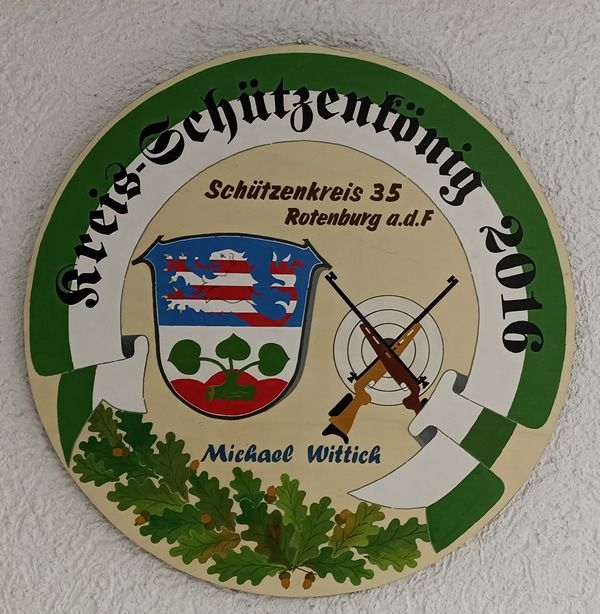 Kreis-Schützenkönig 2016
Schützenkreis 35
Rotenburg a.d.F
Michael Wittich